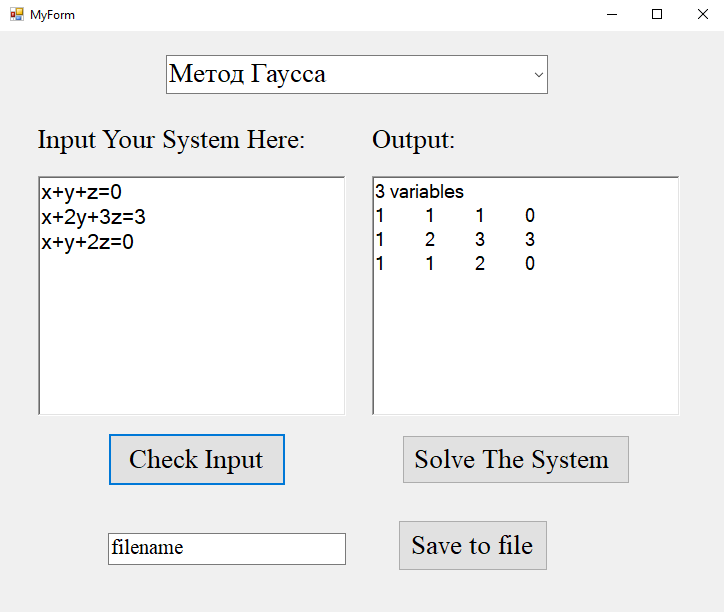 MyForm
Метод Гаусса
Input Your System Here:
Output:
x+y+z=0
x+2y+3z=3
x+y+2z=0
3 variables
1 1 1 0
1 2 3 3
1 1 2 0
Check Input
Solve The System
filename
Save to file